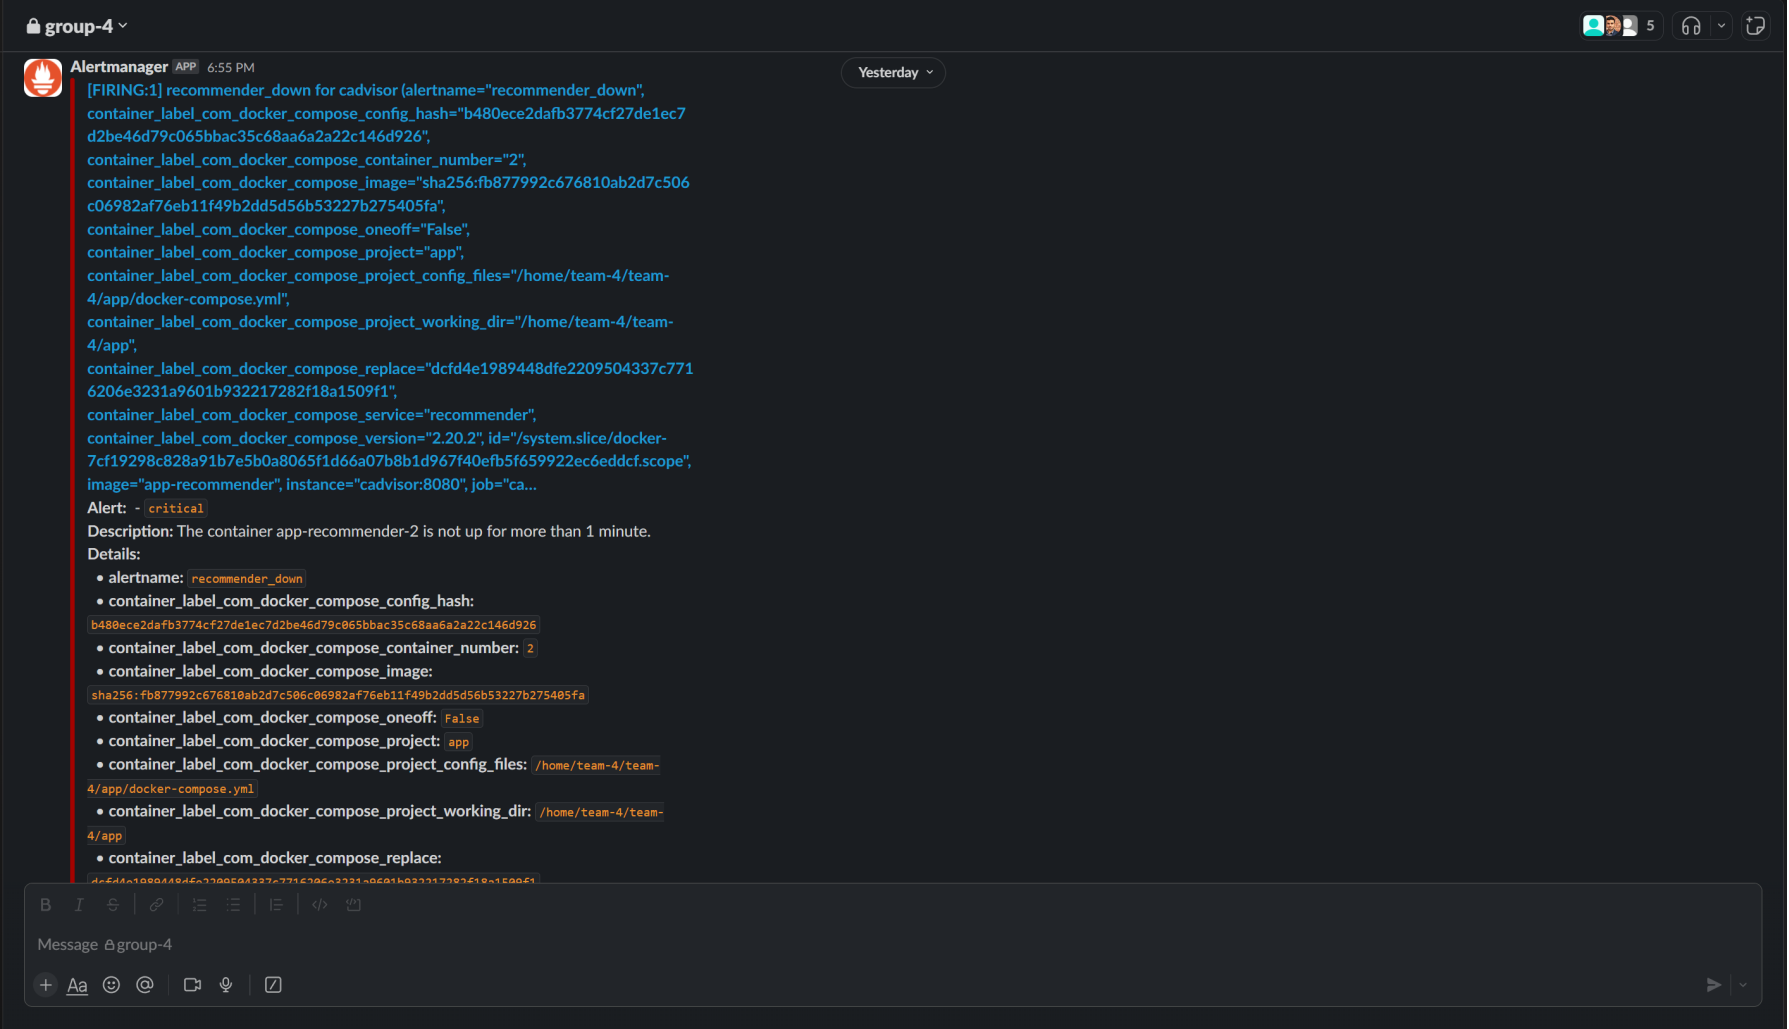 group-4
5
Alertmanager APP 6:55 PM
Yesterday
[FIRING:1] recommender_down for cadvisor (alertname="recommender_down",
container_label_com_docker_compose_config_hash="b480ece2dafb3774cf27de1ec7
d2be46d79c065bbac35c68aa6a2a22c146d926",
container_label_com_docker_compose_container_number="2",
container_label_com_docker_compose_image="sha256:fb877992c676810ab2d7c506
c06982af76eb11f49b2dd5d56b53227b275405fa",
container_label_com_docker_compose_oneoff="False",
container_label_com_docker_compose_project="app",
container_label_com_docker_compose_project_config_files="/home/team-4/team-
4/app/docker-compose.yml",
container_label_com_docker_compose_project_working_dir="/home/team-4/team-
4/app",
container_label_com_docker_compose_replace="dcfd4e1989448dfe2209504337c771
6206e3231a9601b932217282f18a1509f1",
container_label_com_docker_compose_service="recommender",
container_label_com_docker_compose_version="2.20.2", id="/system.slice/docker-
7cf19298c828a91b7e5b0a8065f1d66a07b8b1d967f40efb5f659922ec6eddcf.scope",
image="app-recommender", instance="cadvisor:8080", job="ca...
Alert: - critical
Description: The container app-recommender-2 is not up for more than 1 minute.
Details:
• alertname: recommender_down
• container_label_com_docker_compose_config_hash:
b480ece2dafb3774cf27de1ec7d2be46d79c065bbac35c68aa6a2a22c146d926
• container_label_com_docker_compose_container_number: 2
• container_label_com_docker_compose_image:
sha256:fb877992c676810ab2d7c506c06982af76eb11f49b2dd5d56b53227b275405fa
• container_label_com_docker_compose_oneoff: False
• container_label_com_docker_compose_project: app
• container_label_com_docker_compose_project_config_files: /home/team-4/team-
4/app/docker-compose.yml
• container_label_com_docker_compose_project_working_dir: /home/team-4/team-
4/app
• container_label_com_docker_compose_replace:
dcfd4e1989448dfe2209504337c7716206e3231a9601b932217282f18a1509f1
B I S
Message group-4
Aa